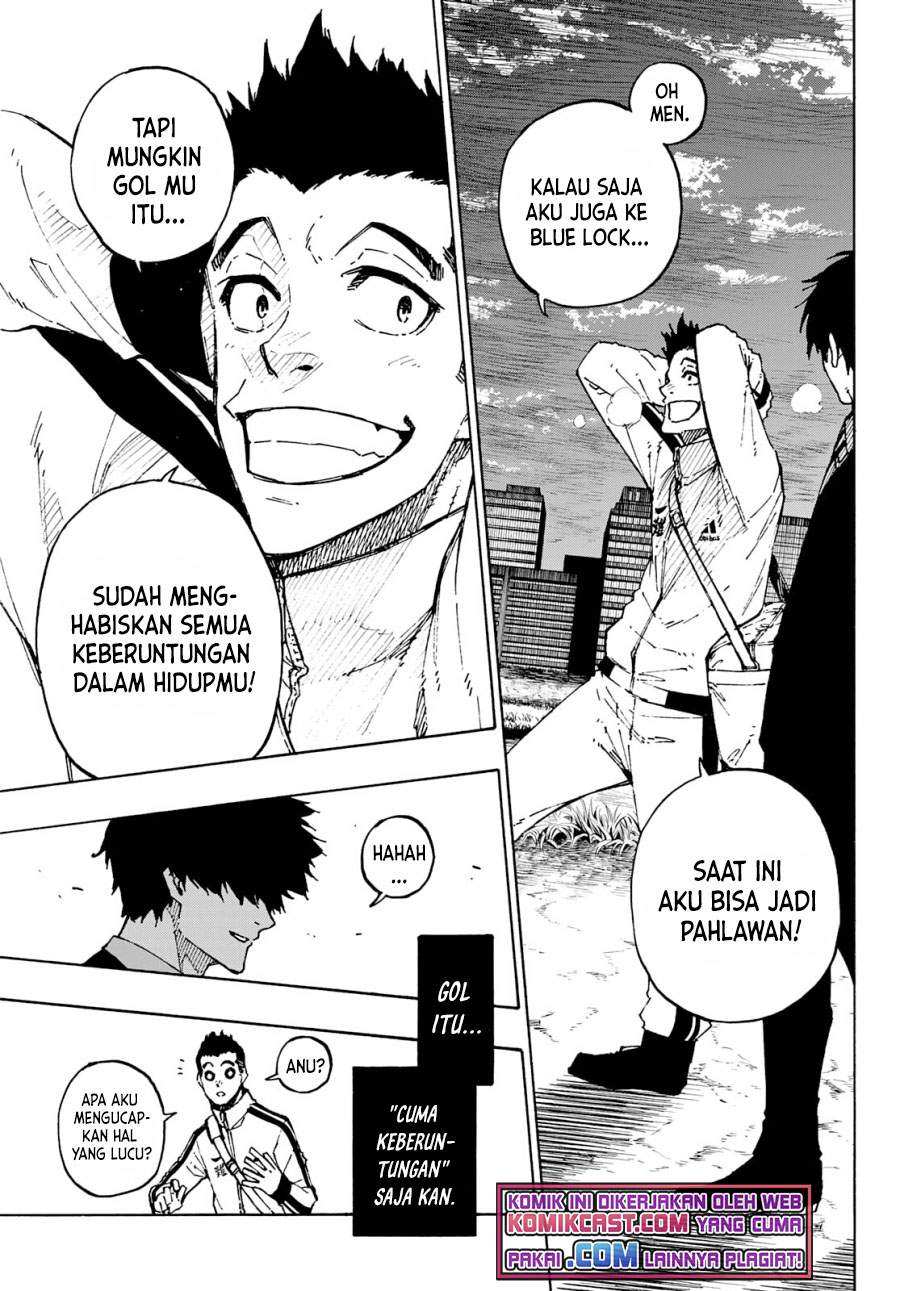 OH
MEN.
KALAU SAJA
AKU JUGA KE
BLUE LOCK...
SAAT INI
AKU BISA JADI
PAHLAWAN!
TAPI
MUNGKIN
GOL MU
ITU...
SUDAH MENG-
HABISKAN SEMUA
KEBERUNTUNGAN
DALAM HIDUPMU!
HAHAH
...
GOL
ITU...
"CUMA
KEBERUN-
TUNGAN"
SAJA KAN.
ANU?
APA AKU
MENGUCAP-
KAN HAL
YANG LUCU?
KOMIK INI DIKERJAKAN OLEH WEB
KOMIKCAST.COM YANG CUMA
PAKAI .COM LAINNYA PLAGIAT!